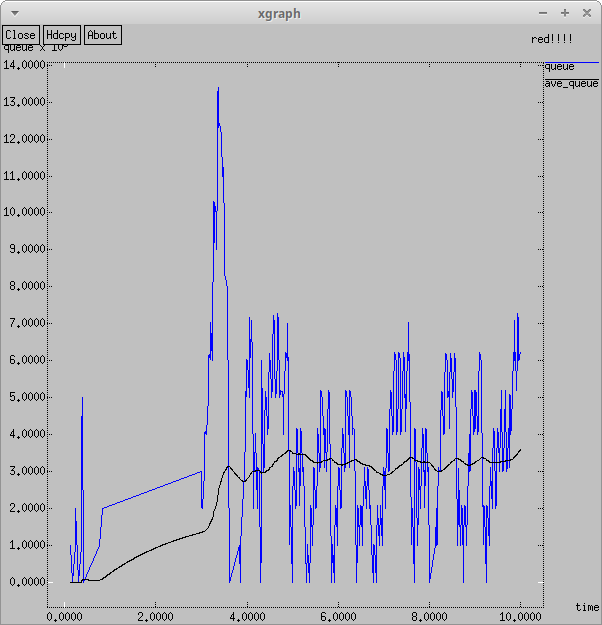 xgraph
Close Hdcpy About
red!!!!
queue x 10³
queue
ave_queue
14.0000
13.0000
12.0000
11.0000
10.0000
9.0000
8.0000
7.0000
6.0000
5.0000
4.0000
3.0000
2.0000
1.0000
0.0000
time
0.0000 2.0000 4.0000 6.0000 8.0000 10.0000